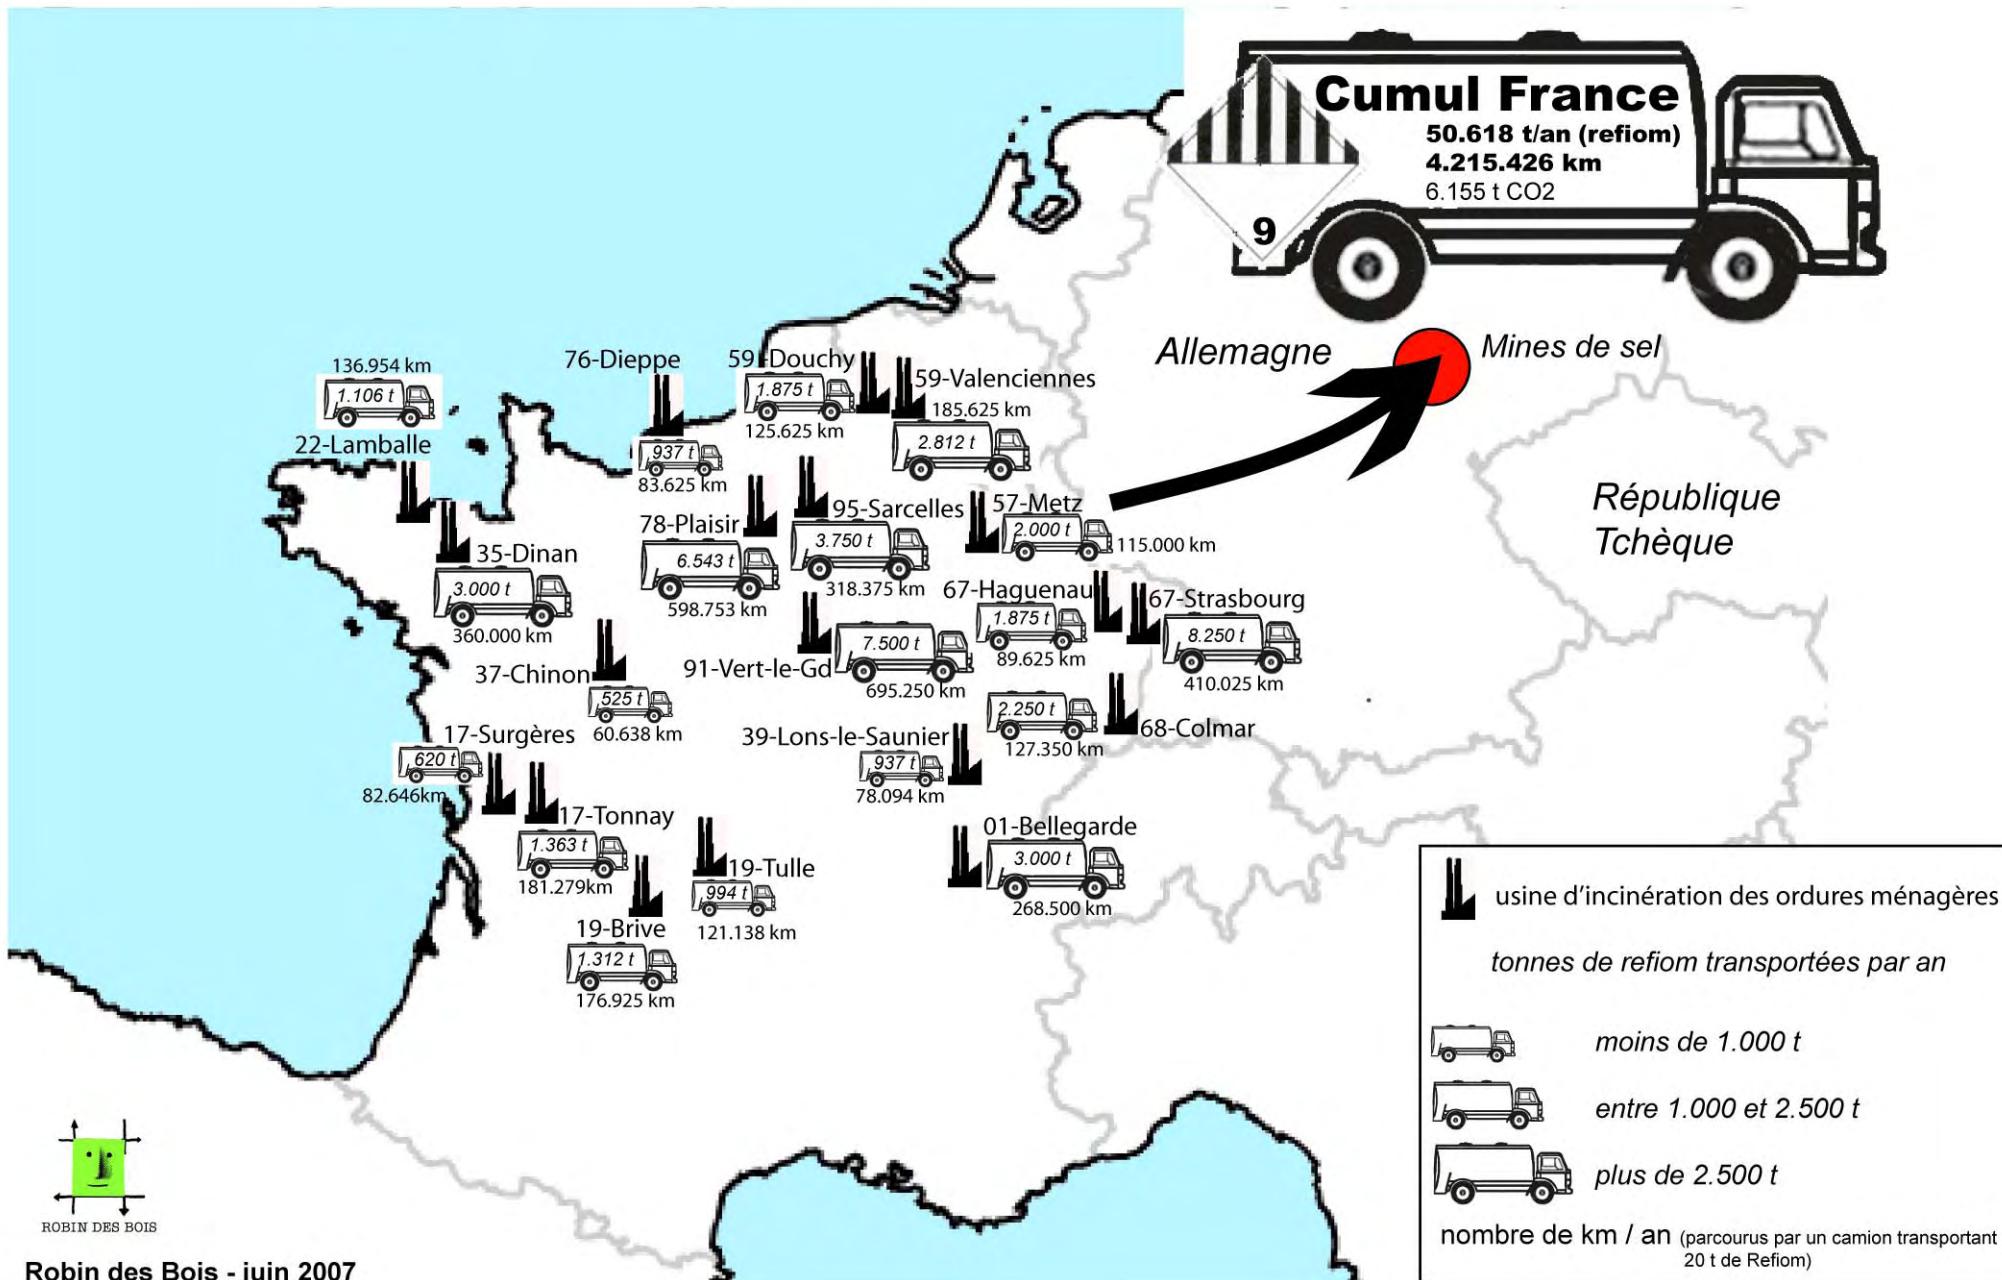 Cumul France
50.618 t/an (refiom)
4.215.426 km
6.155 t CO2
9
Allemagne
Mines de sel
République
Tchèque
136.954 km
1.106 t
22-Lamballe
76-Dieppe
937 t
83.625 km
59-Douchy
1.875 t
125.625 km
59-Valenciennes
185.625 km
2.812 t
35-Dinan
3.000 t
360.000 km
78-Plaisir
6.543 t
598.753 km
95-Sarcelles
3.750 t
318.375 km
57-Metz
2.000 t
115.000 km
67-Haguenau
1.875 t
89.625 km
67-Strasbourg
8.250 t
410.025 km
37-Chinon
525 t
60.638 km
91-Vert-le-Gd
7.500 t
695.250 km
2.250 t
127.350 km
68-Colmar
17-Surgères
620 t
82.646km
39-Lons-le-Saunier
937 t
78.094 km
17-Tonnay
1.363 t
181.279km
19-Tulle
994 t
121.138 km
01-Bellegarde
3.000 t
268.500 km
19-Brive
1.312 t
176.925 km
usine d'incinération des ordures ménagères
tonnes de refiom transportées par an
moins de 1.000 t
entre 1.000 et 2.500 t
plus de 2.500 t
nombre de km / an (parcourus par un camion transportant
20 t de Refiom)
ROBIN DES BOIS
Robin des Bois - juin 2007